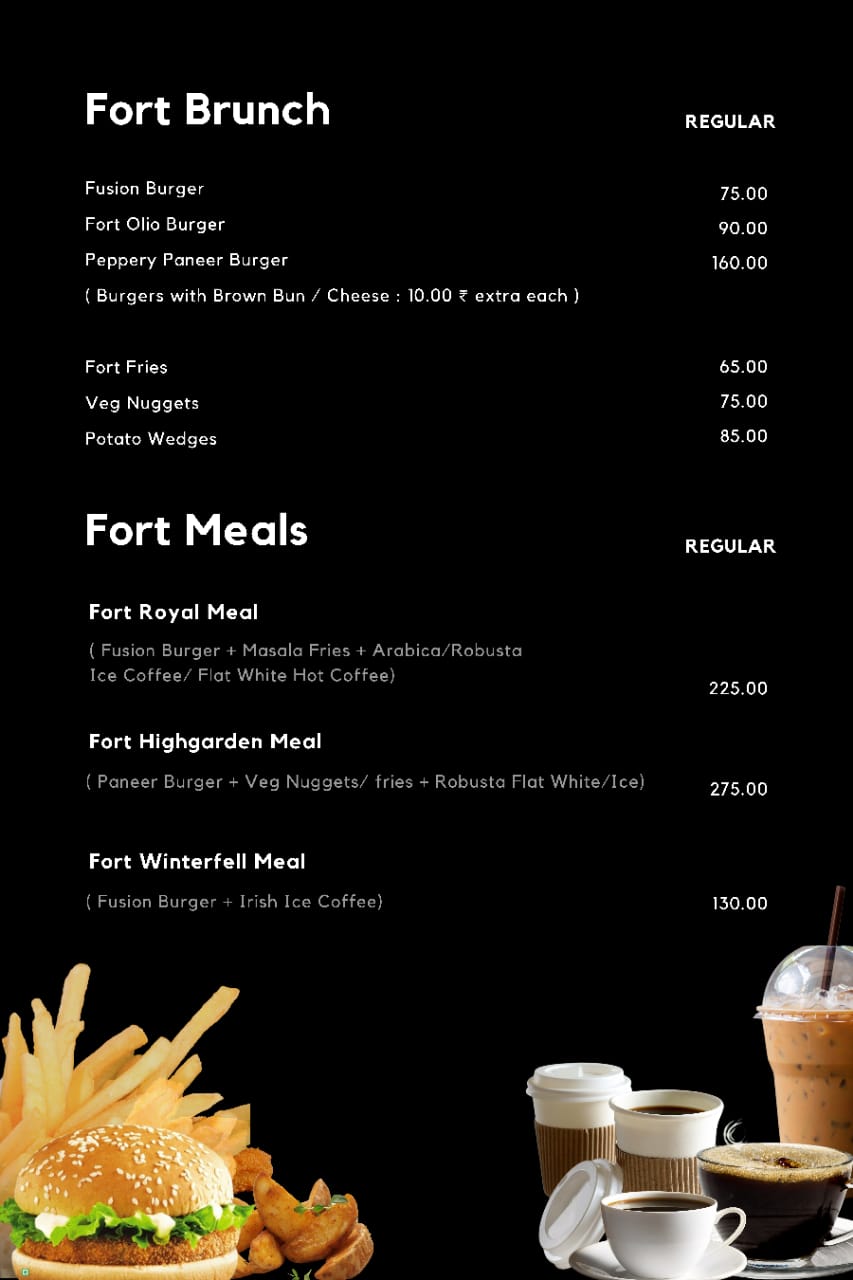 Fort Brunch REGULAR
Fusion Burger 75.00
Fort Olio Burger 90.00
Peppery Paneer Burger 160.00
( Burgers with Brown Bun / Cheese : 10.00 ₹ extra each )
Fort Fries 65.00
Veg Nuggets 75.00
Potato Wedges 85.00
Fort Meals REGULAR
Fort Royal Meal
( Fusion Burger + Masala Fries + Arabica/Robusta
Ice Coffee/ Flat White Hot Coffee) 225.00
Fort Highgarden Meal
( Paneer Burger + Veg Nuggets/ fries + Robusta Flat White/Ice) 275.00
Fort Winterfell Meal
( Fusion Burger + Irish Ice Coffee) 130.00